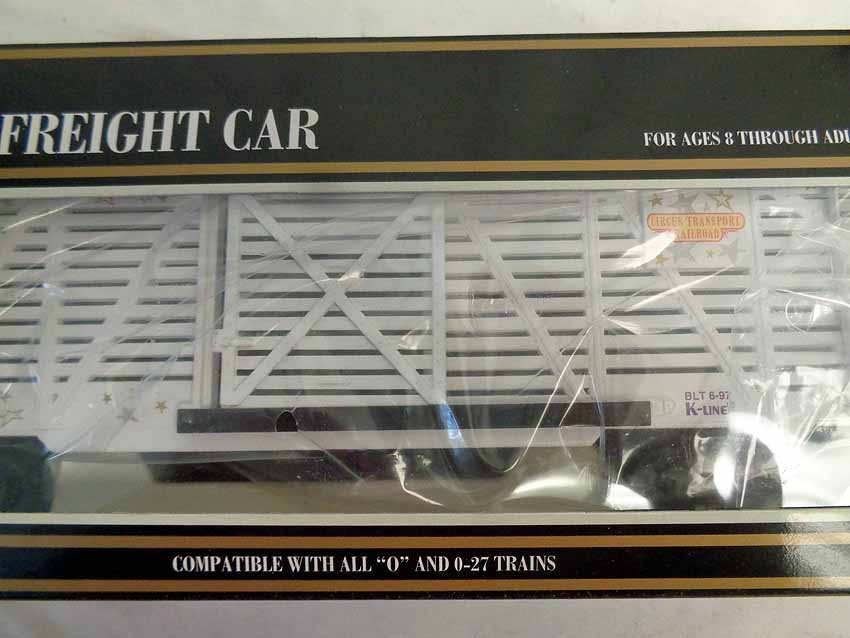 FREIGHT CAR
FOR AGES 8 THROUGH ADU
CIRCUS TRANSPORT
RAILROAD
BLT 6-97
K-LINE
COMPATIBLE WITH ALL “O” AND 0-27 TRAINS